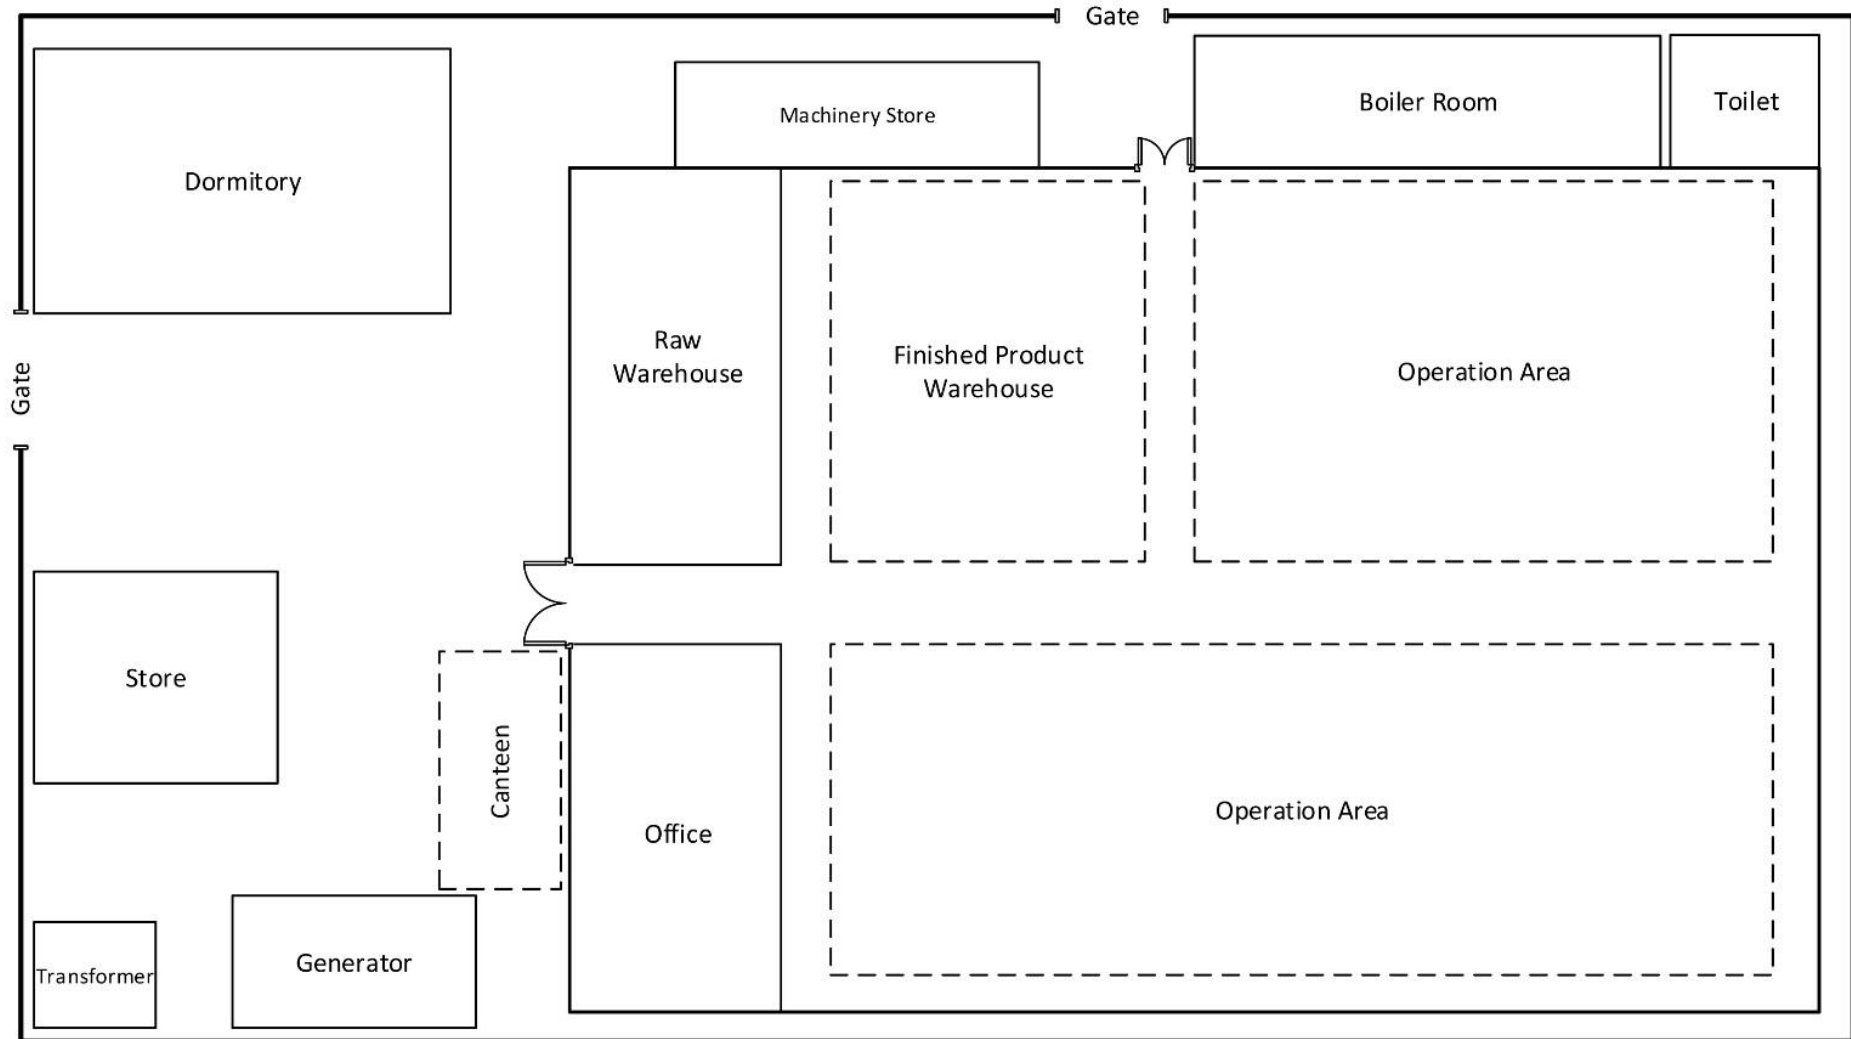 Gate
Machinery Store
Boiler Room
Toilet
Dormitory
Raw
Warehouse
Finished Product
Warehouse
Operation Area
Gate
Store
Canteen
Office
Operation Area
Transformer
Generator